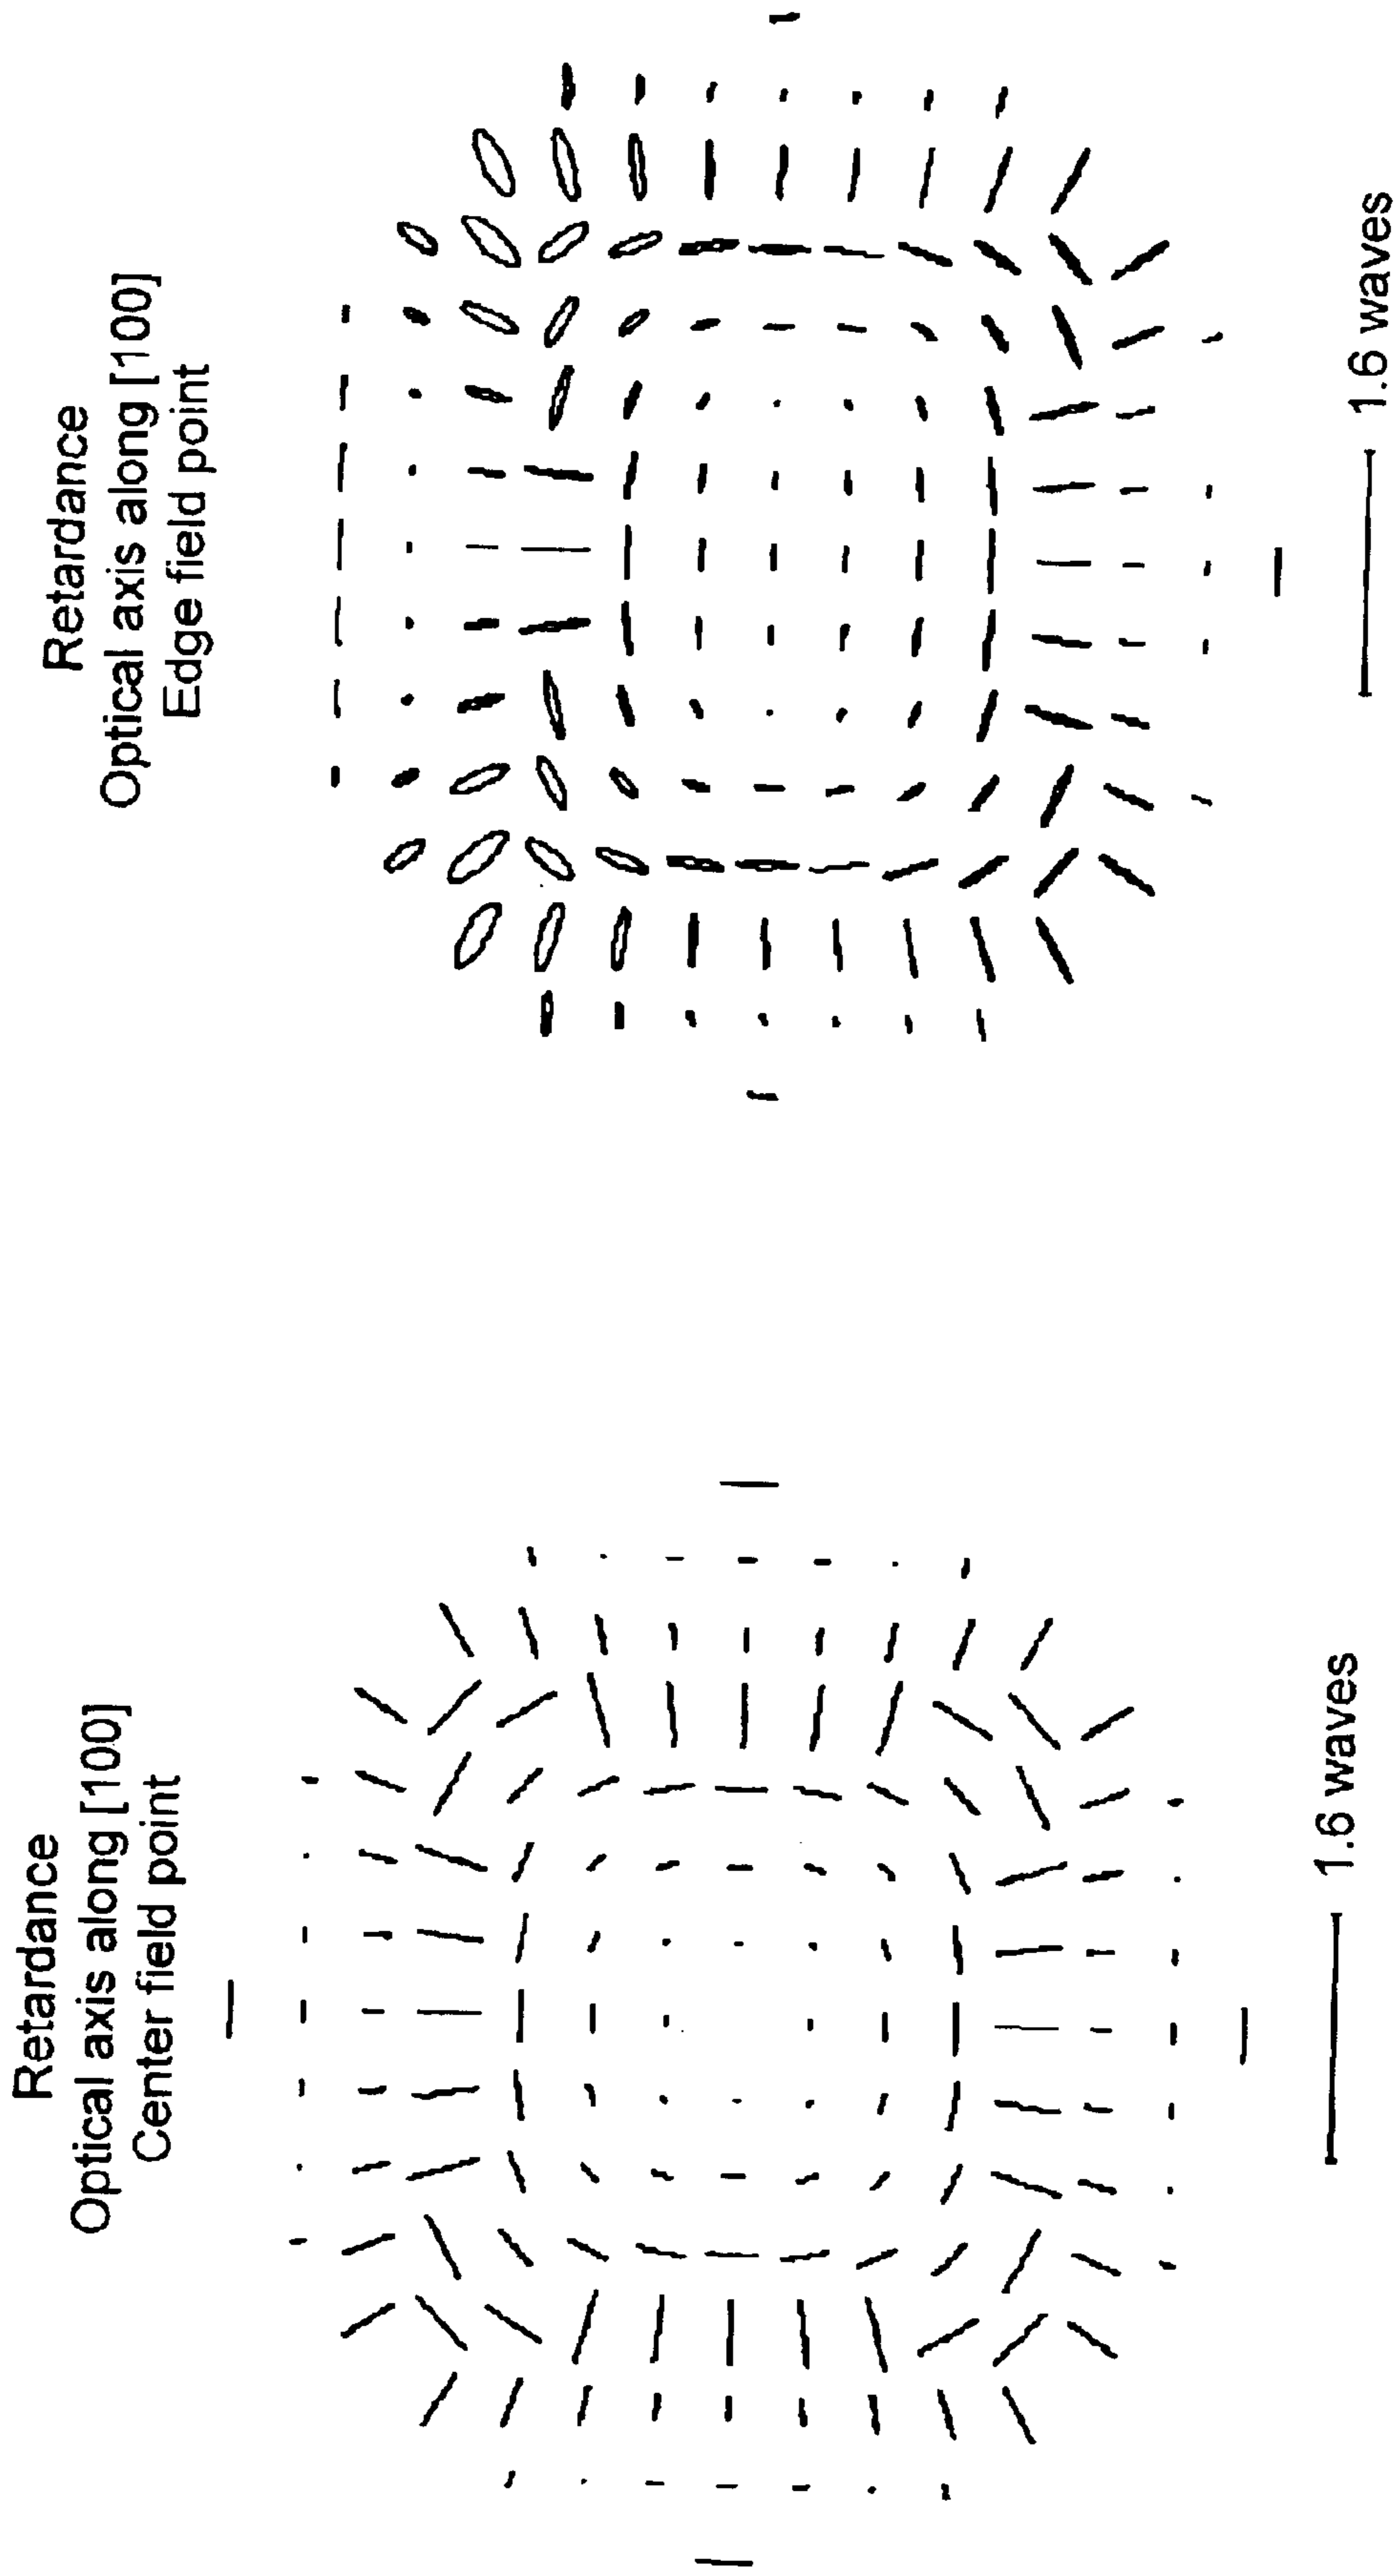 Retardance
Optical axis along [100]
Center field point
1.6 waves
Retardance
Optical axis along [100]
Edge field point
1.6 waves